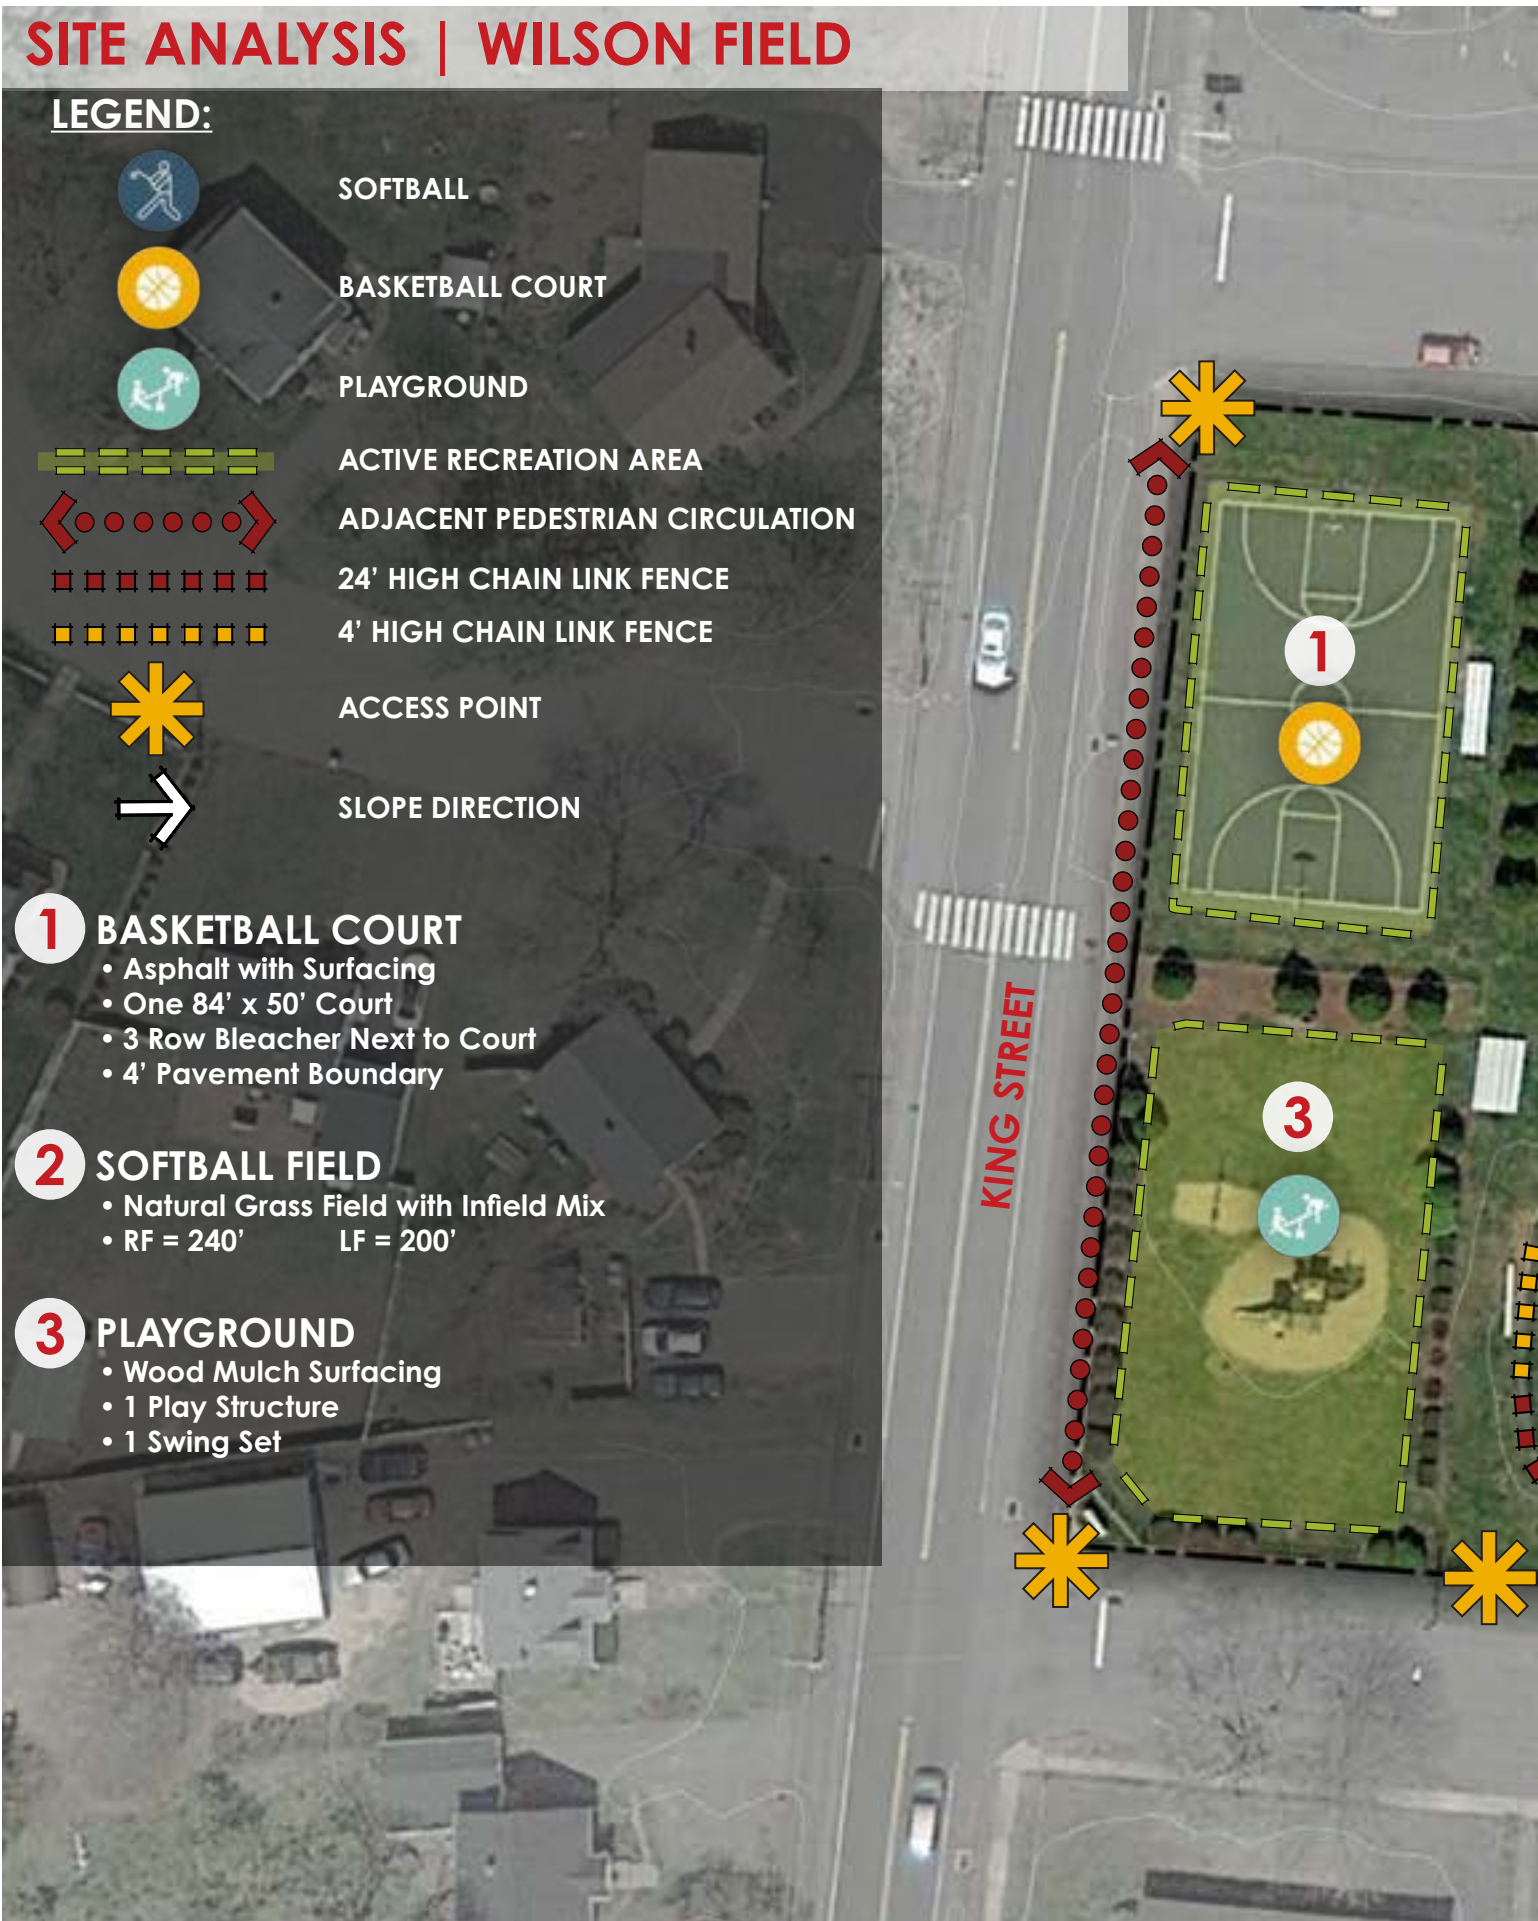 SITE ANALYSIS | WILSON FIELD
LEGEND:
SOFTBALL
BASKETBALL COURT
PLAYGROUND
ACTIVE RECREATION AREA
ADJACENT PEDESTRIAN CIRCULATION
24’ HIGH CHAIN LINK FENCE
4’ HIGH CHAIN LINK FENCE
ACCESS POINT
SLOPE DIRECTION
1 BASKETBALL COURT
• Asphalt with Surfacing
• One 84’ x 50’ Court
• 3 Row Bleacher Next to Court
• 4’ Pavement Boundary
2 SOFTBALL FIELD
• Natural Grass Field with Infield Mix
• RF = 240’ LF = 200’
3 PLAYGROUND
• Wood Mulch Surfacing
• 1 Play Structure
• 1 Swing Set
1
KING STREET
3